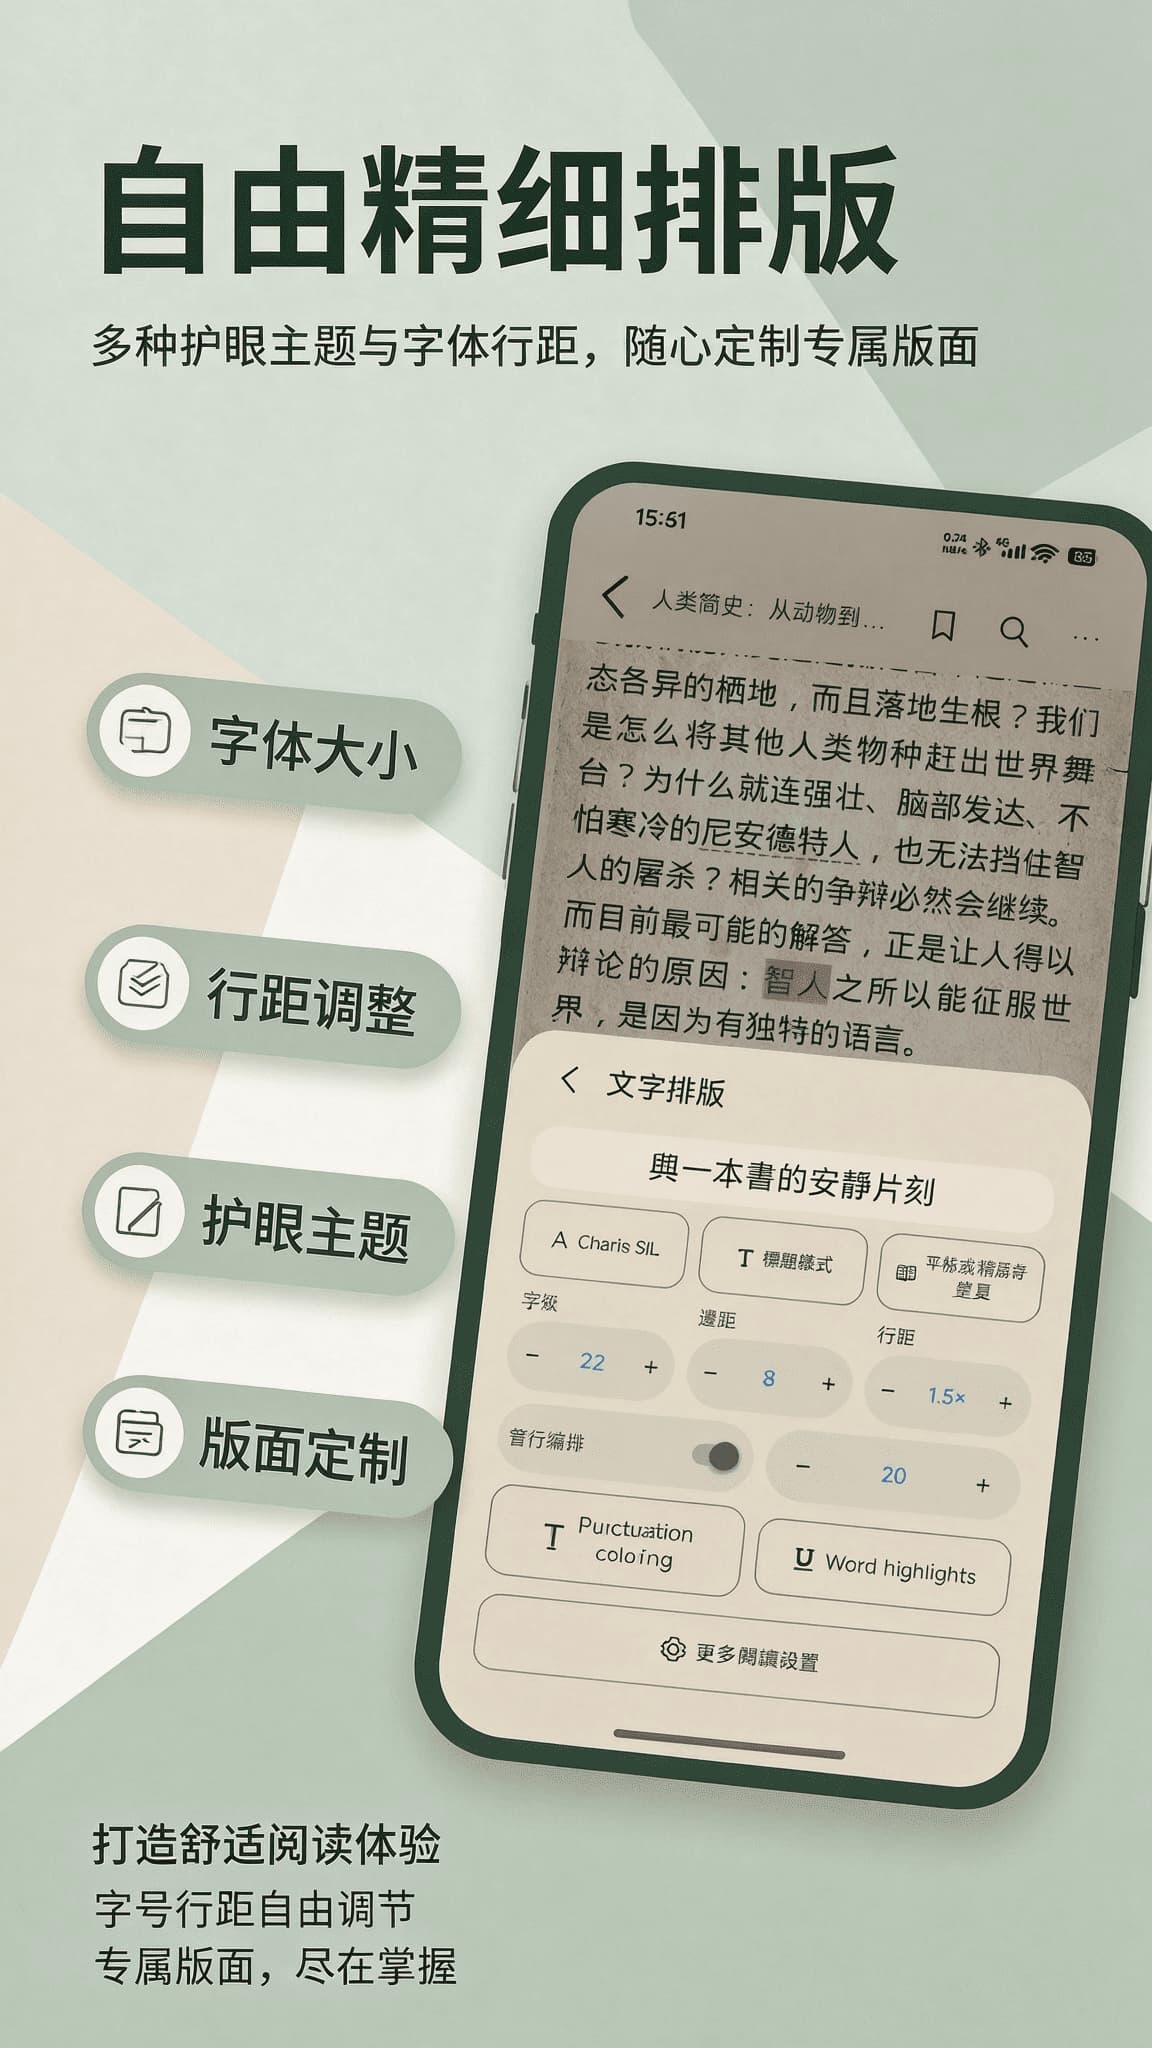 自由精细排版
多种护眼主题与字体行距，随心定制专属版面
15:51
人类简史：从动物到...
态各异的栖地，而且落地生根？我们
是怎么将其他人类物种赶出世界舞
台？为什么就连强壮、脑部发达、不
怕寒冷的尼安德特人，也无法挡住智
人的屠杀？相关的争辩必然会继续。
而目前最可能的解答，正是让人得以
辩论的原因：智人之所以能征服世
界，是因为有独特的语言。
字体大小
行距调整
护眼主题
版面定制
文字排版
與一本書的安靜片刻
A Charis SIL
T
邊距
行距
- 22 +
- 8 +
- 1.5× +
- 20 +
T Punctuation
coloring
U Word highlights
更多閱讀設置
打造舒适阅读体验
字号行距自由调节
专属版面，尽在掌握